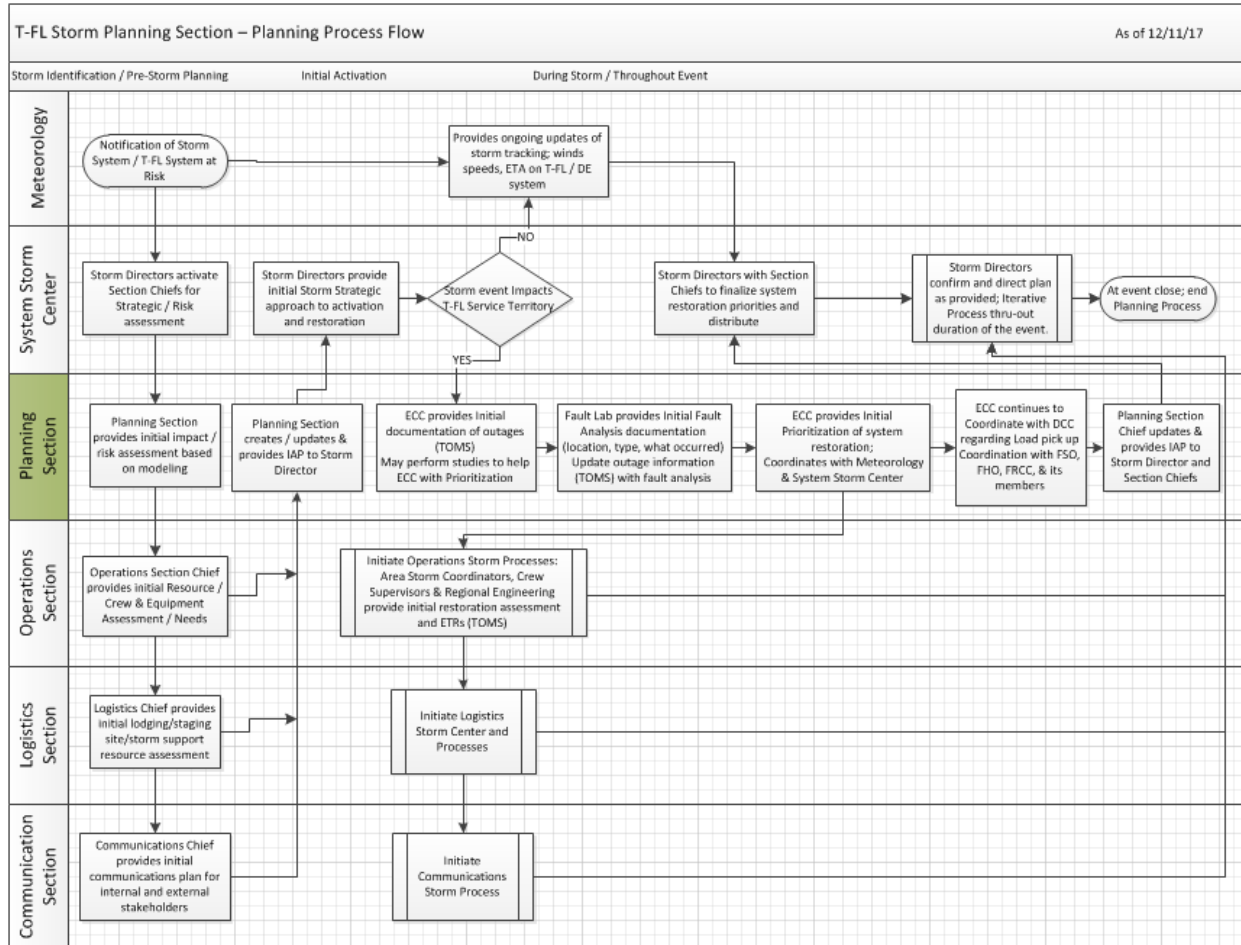 T-FL Storm Planning Section – Planning Process Flow
As of 12/11/17
Storm Identification / Pre-Storm Planning
Initial Activation
During Storm / Throughout Event
Meteorology
Notification of Storm
System / T-FL System at
Risk
Provides ongoing updates of
storm tracking; winds
speeds, ETA on T-FL / DE
system
System Storm
Center
Storm Directors activate
Section Chiefs for
Strategic / Risk
assessment
Storm Directors provide
initial Storm Strategic
approach to activation
and restoration
NO
Storm event Impacts
T-FL Service Territory
YES
Storm Directors with Section
Chiefs to finalize system
restoration priorities and
distribute
Storm Directors
confirm and direct plan
as provided; Iterative
Process thru-out
duration of the event.
At event close; end
Planning Process
Planning
Section
Planning Section
provides initial impact /
risk assessment based
on modeling
Planning Section
creates / updates &
provides IAP to Storm
Director
ECC provides Initial
documentation of outages
(TOMS)
May perform studies to help
ECC with Prioritization
Fault Lab provides Initial Fault
Analysis documentation
(location, type, what occurred)
Update outage information
(TOMS) with fault analysis
ECC provides Initial
Prioritization of system
restoration;
Coordinates with Meteorology
& System Storm Center
ECC continues to
Coordinate with DCC
regarding Load pick up
Coordination with FSO,
FHO, FRCC, & its
members
Planning Section
Chief updates &
provides IAP to
Storm Director and
Section Chiefs
Operations
Section
Operations Section Chief
provides initial Resource /
Crew & Equipment
Assessment / Needs
Initiate Operations Storm Processes:
Area Storm Coordinators, Crew
Supervisors & Regional Engineering
provide initial restoration assessment
and ETRs (TOMS)
Logistics
Section
Logistics Chief provides
initial lodging/staging
site/storm support
resource assessment
Initiate Logistics
Storm Center and
Processes
Communication
Section
Communications Chief
provides initial
communications plan for
internal and external
stakeholders
Initiate
Communications
Storm Process